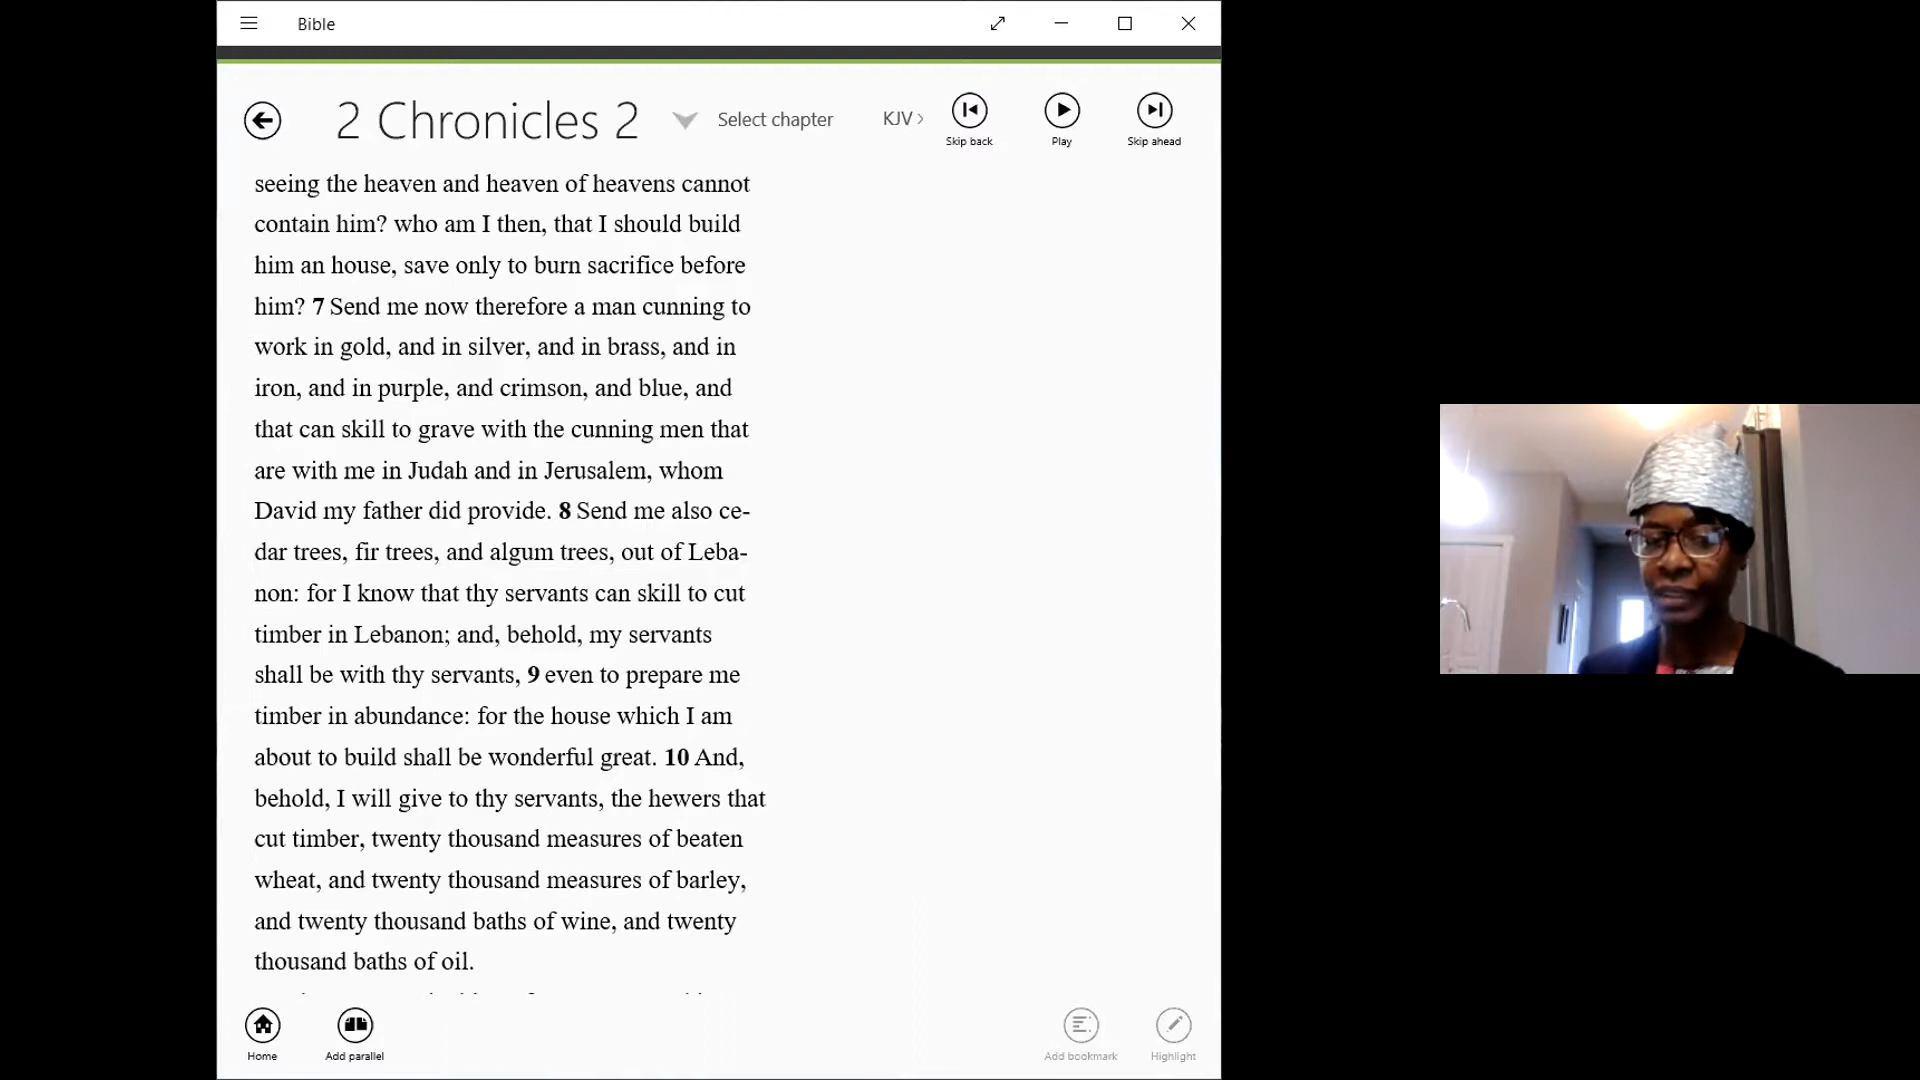 Bible
2 Chronicles 2
Select chapter
KJV
Skip back
Play
Skip ahead
seeing the heaven and heaven of heavens cannot
contain him? who am I then, that I should build
him an house, save only to burn sacrifice before
him? 7 Send me now therefore a man cunning to
work in gold, and in silver, and in brass, and in
iron, and in purple, and crimson, and blue, and
that can skill to grave with the cunning men that
are with me in Judah and in Jerusalem, whom
David my father did provide. 8 Send me also ce-
dar trees, fir trees, and algum trees, out of Leba-
non: for I know that thy servants can skill to cut
timber in Lebanon; and, behold, my servants
shall be with thy servants, 9 even to prepare me
timber in abundance: for the house which I am
about to build shall be wonderful great. 10 And,
behold, I will give to thy servants, the hewers that
cut timber, twenty thousand measures of beaten
wheat, and twenty thousand measures of barley,
and twenty thousand baths of wine, and twenty
thousand baths of oil.
Home
Add parallel
Add bookmark
Highlight